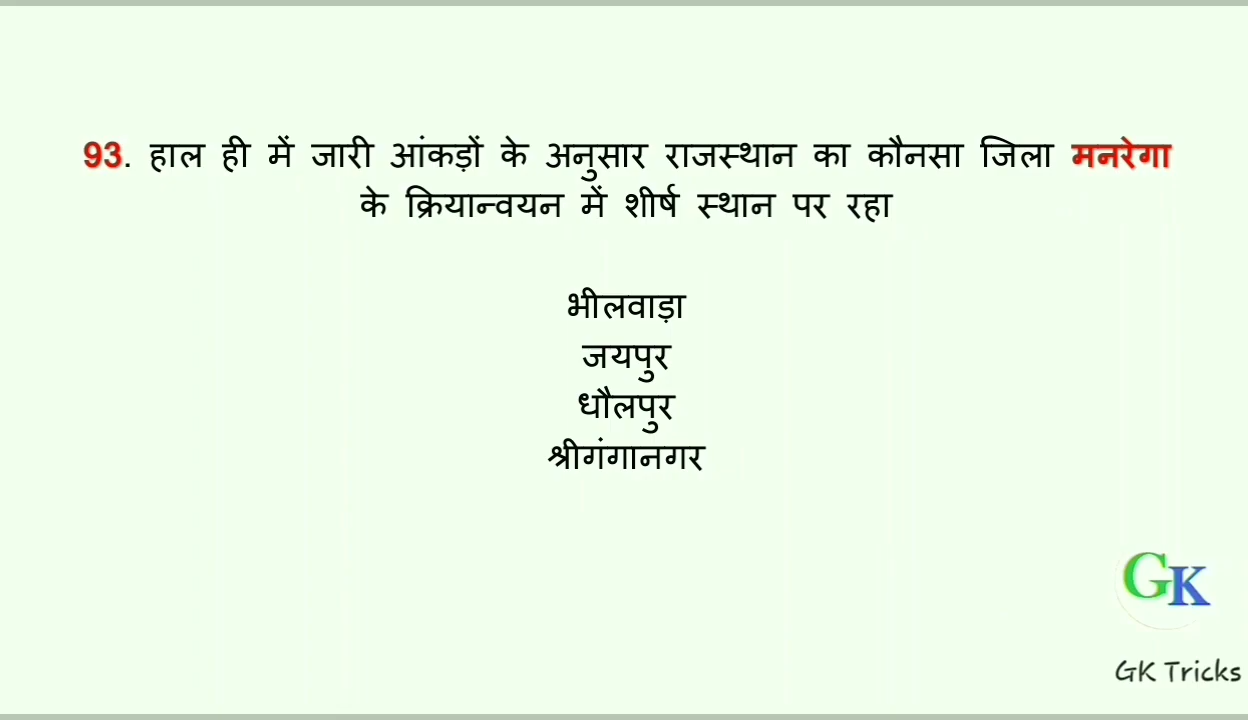 93. हाल ही में जारी आंकड़ों के अनुसार राजस्थान का कौनसा जिला मनरेगा
के क्रियान्वयन में शीर्ष स्थान पर रहा
भीलवाड़ा
जयपुर
धौलपुर
श्रीगंगानगर
GK
GK Tricks